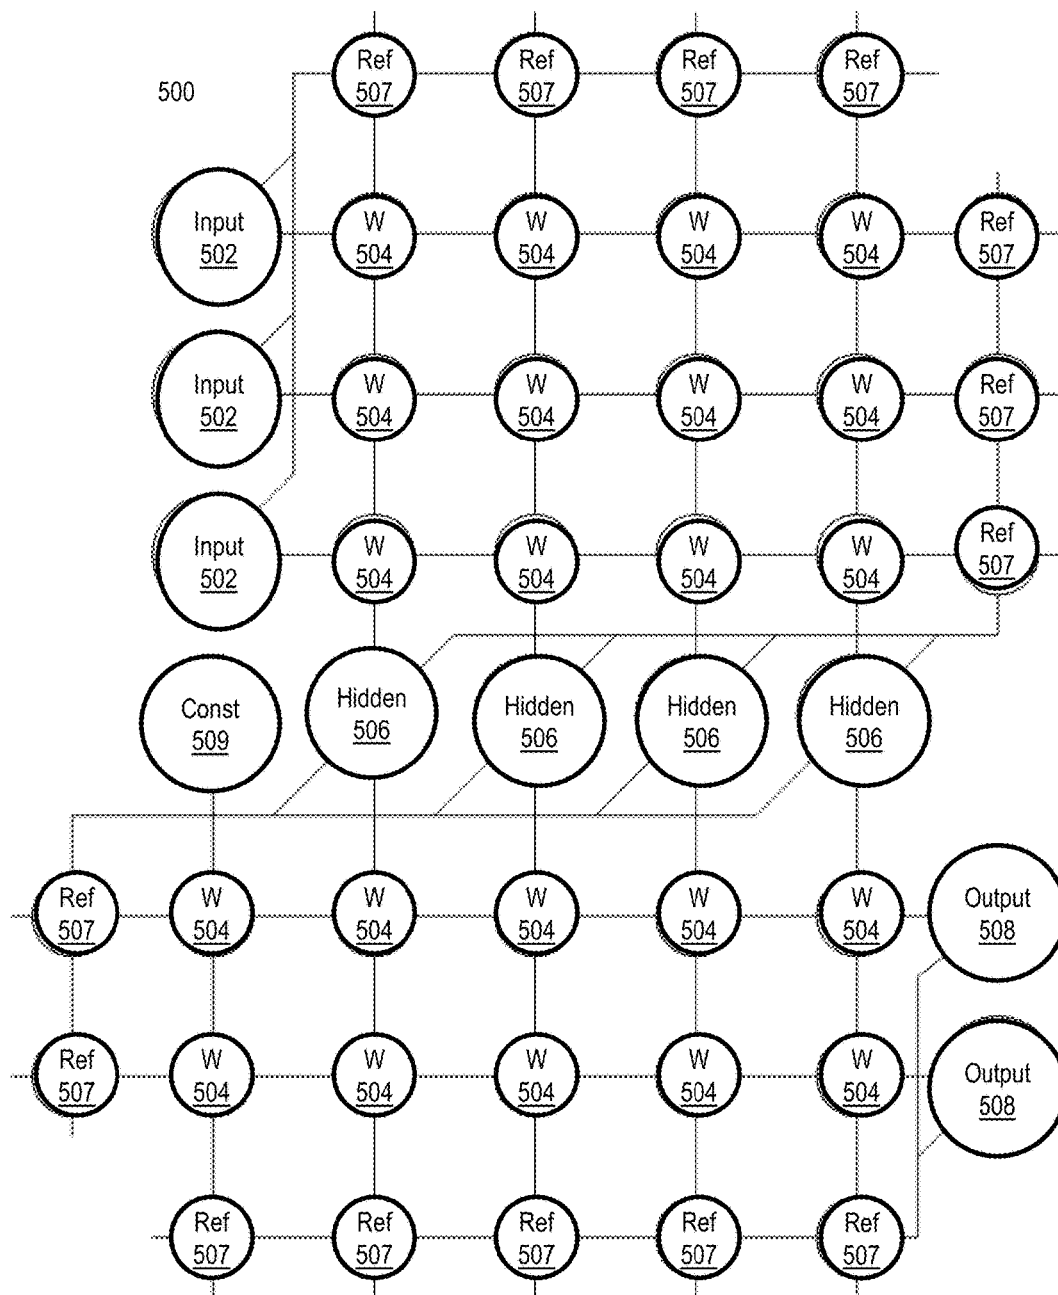 Ref Ref Ref Ref
500
507 507 507 507
Input W W W W Ref
502 504 504 504 504 507
Input W W W W Ref
502 504 504 504 504 507
Input W W W W Ref
502 504 504 504 504 507
Const Hidden Hidden Hidden Hidden
509 506 506 506 506
Ref W W W W W Output
507 504 504 504 504 504 508
Ref W W W W W Output
507 504 504 504 504 504 508
Ref Ref Ref Ref Ref
507 507 507 507 507